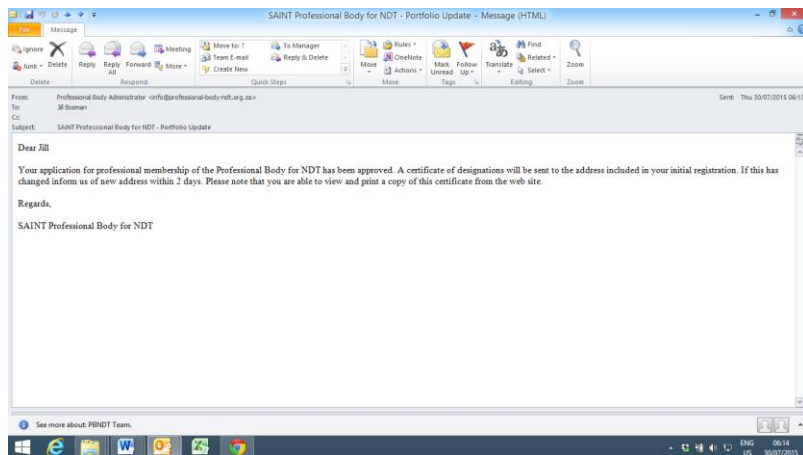 SAINT Professional Body for NDT - Portfolio Update - Message (HTML)
File Message
Ignore
Junk Delete
Reply Reply All Forward
Meeting
More
Move to: ?
Team E-mail
Create New
To Manager
Reply & Delete
Move
Rules
OneNote
Actions
Mark Unread
Follow Up
Translate
Find
Related
Select
Zoom
Delete Respond Quick Steps Move Tags Editing Zoom
From: Professional Body Administrator <info@professional-body-ndt.org.za>
Sent: Thu 30/07/2015 06:1
To: Jill Bosman
Cc
Subject: SAINT Professional Body for NDT - Portfolio Update
Dear Jill
Your application for professional membership of the Professional Body for NDT has been approved. A certificate of designations will be sent to the address included in your initial registration. If this has
changed inform us of new address within 2 days. Please note that you are able to view and print a copy of this certificate from the web site.
Regards,
SAINT Professional Body for NDT
See more about: PBNDT Team.
ENG 06:14
US 30/07/2015